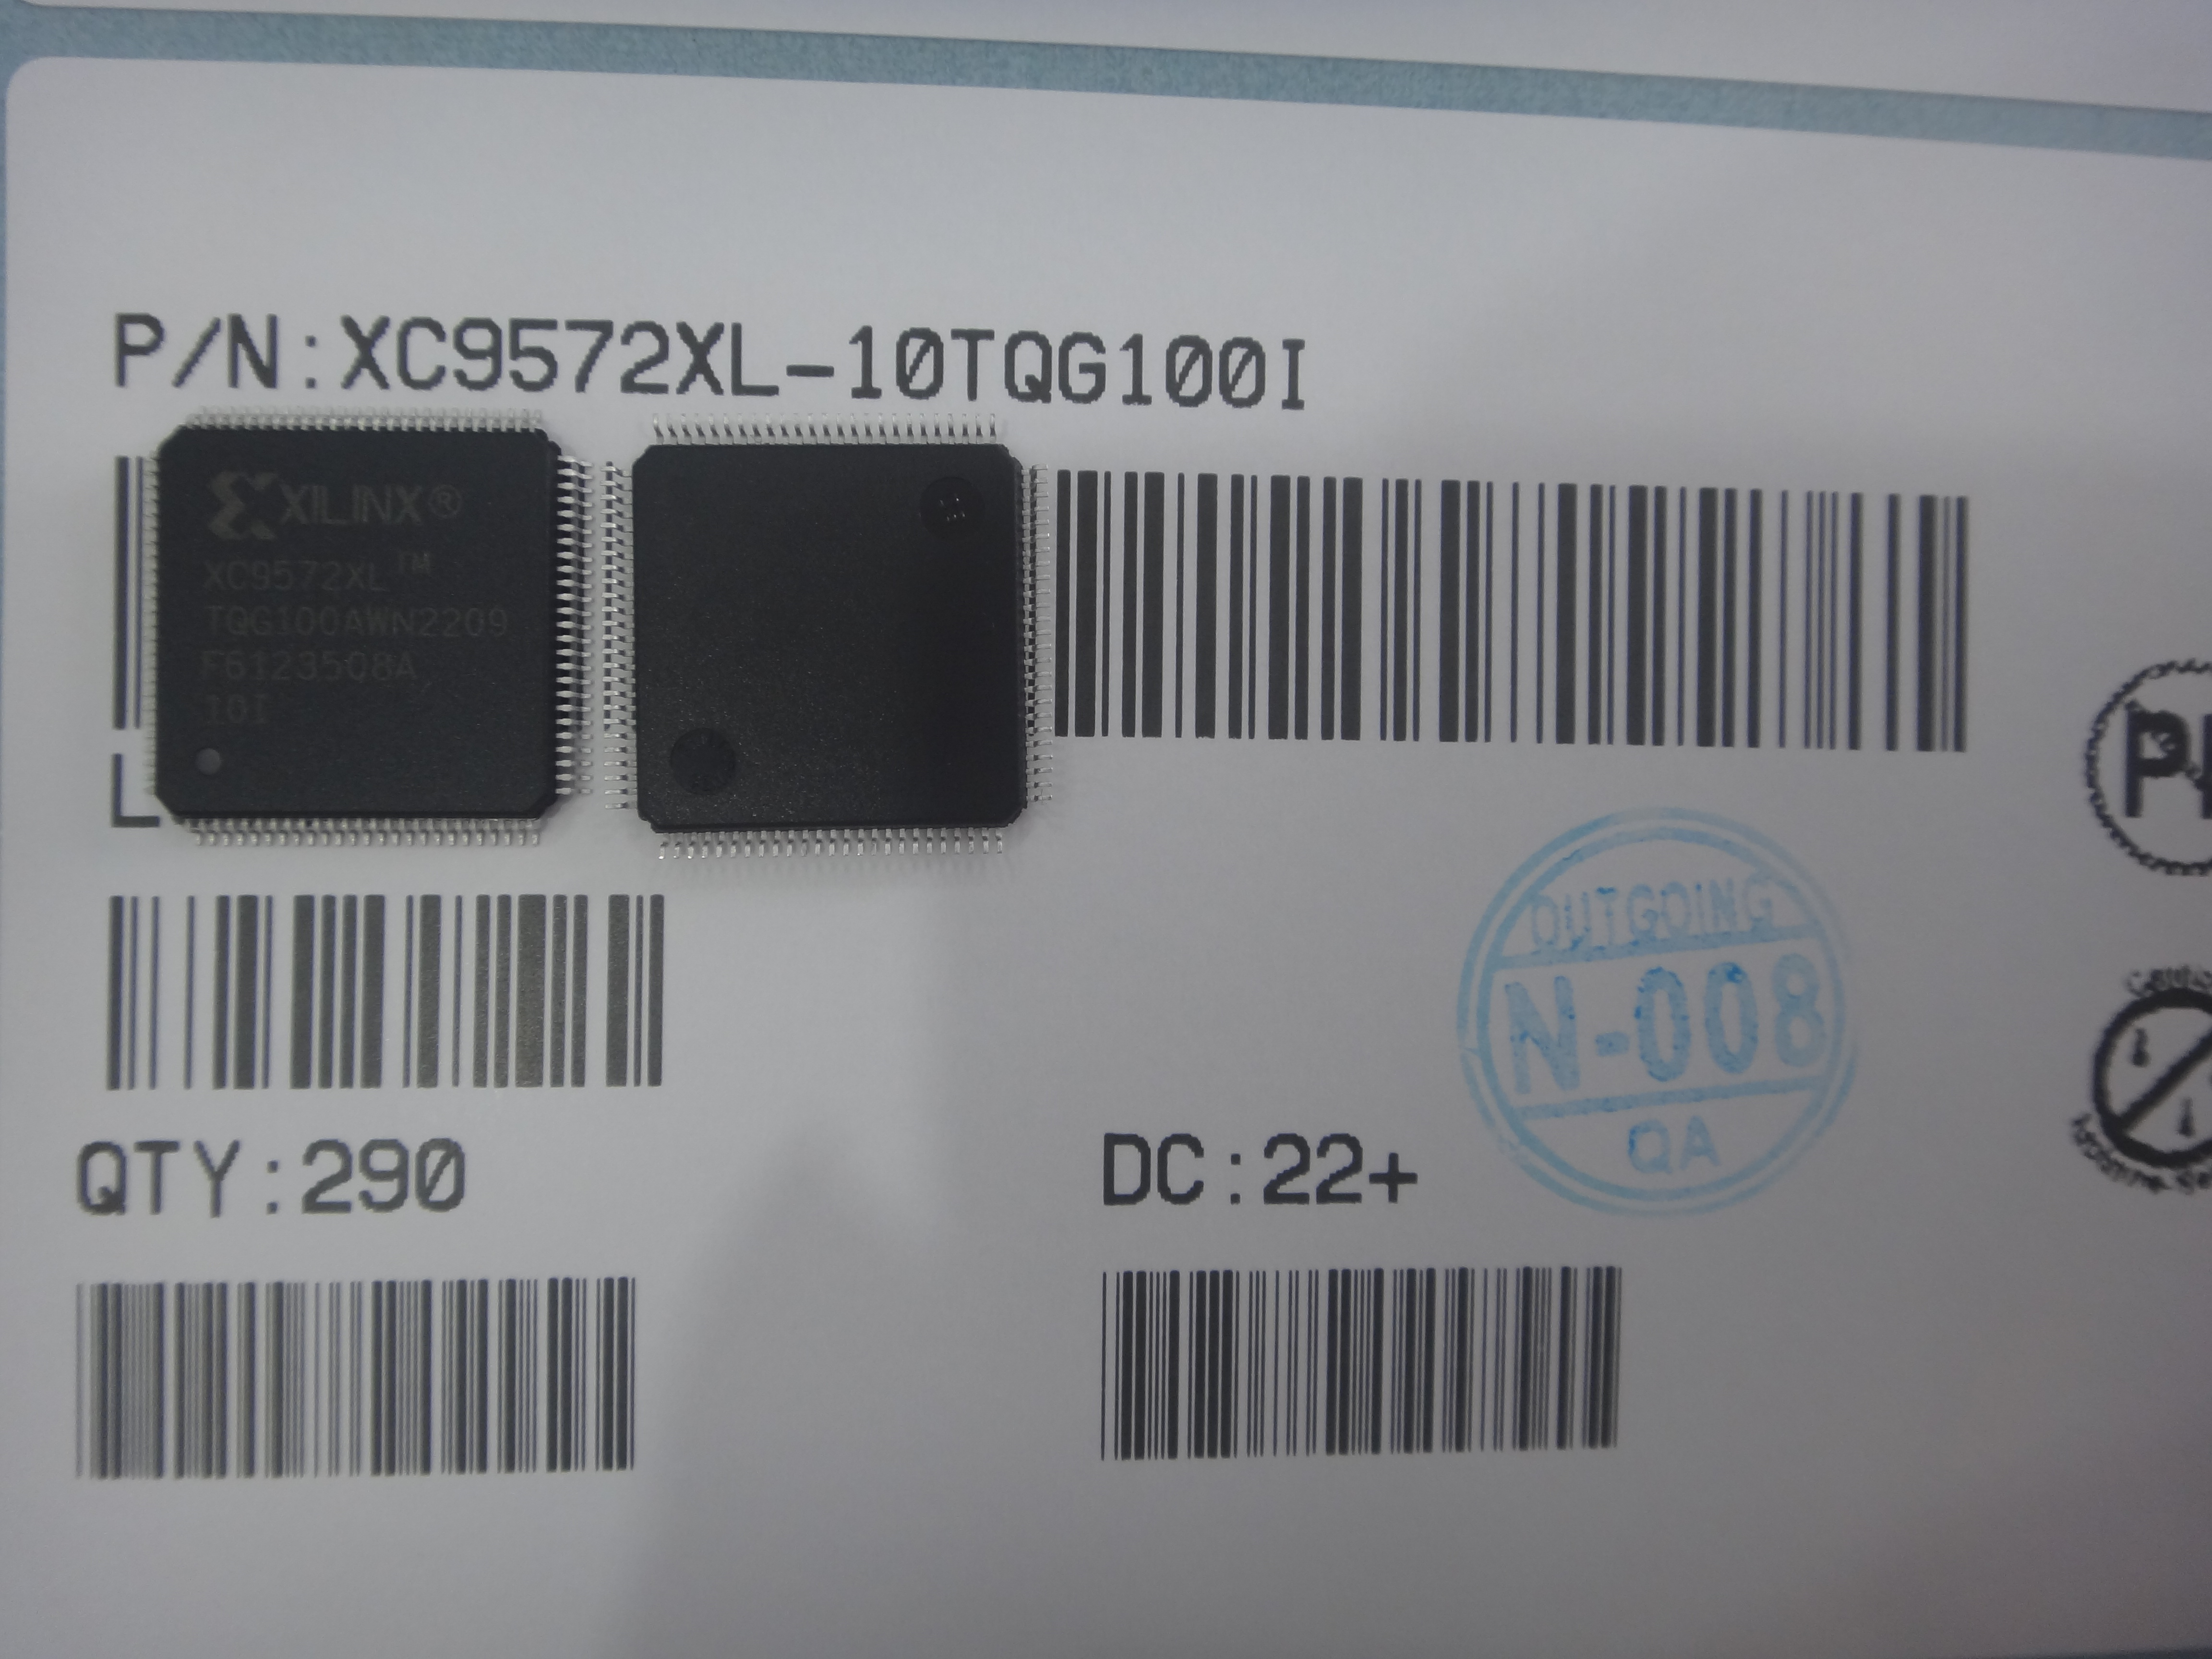 P/N:XC9572XL-10TQG100I
XILINX®
XC9572XL™
TQG100AWN2209
F6123508A
10I
L
OUTGOING
N-008
QA
QTY:290
DC:22+